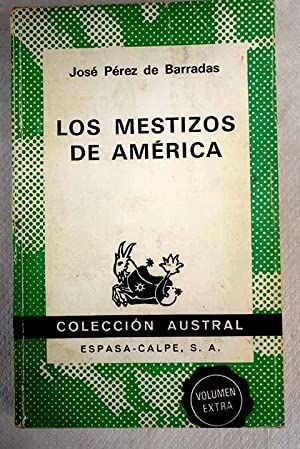 José Pérez de Barradas
LOS MESTIZOS
DE AMÉRICA
COLECCIÓN AUSTRAL
ESPASA-CALPE, S. A.
VOLUMEN
EXTRA